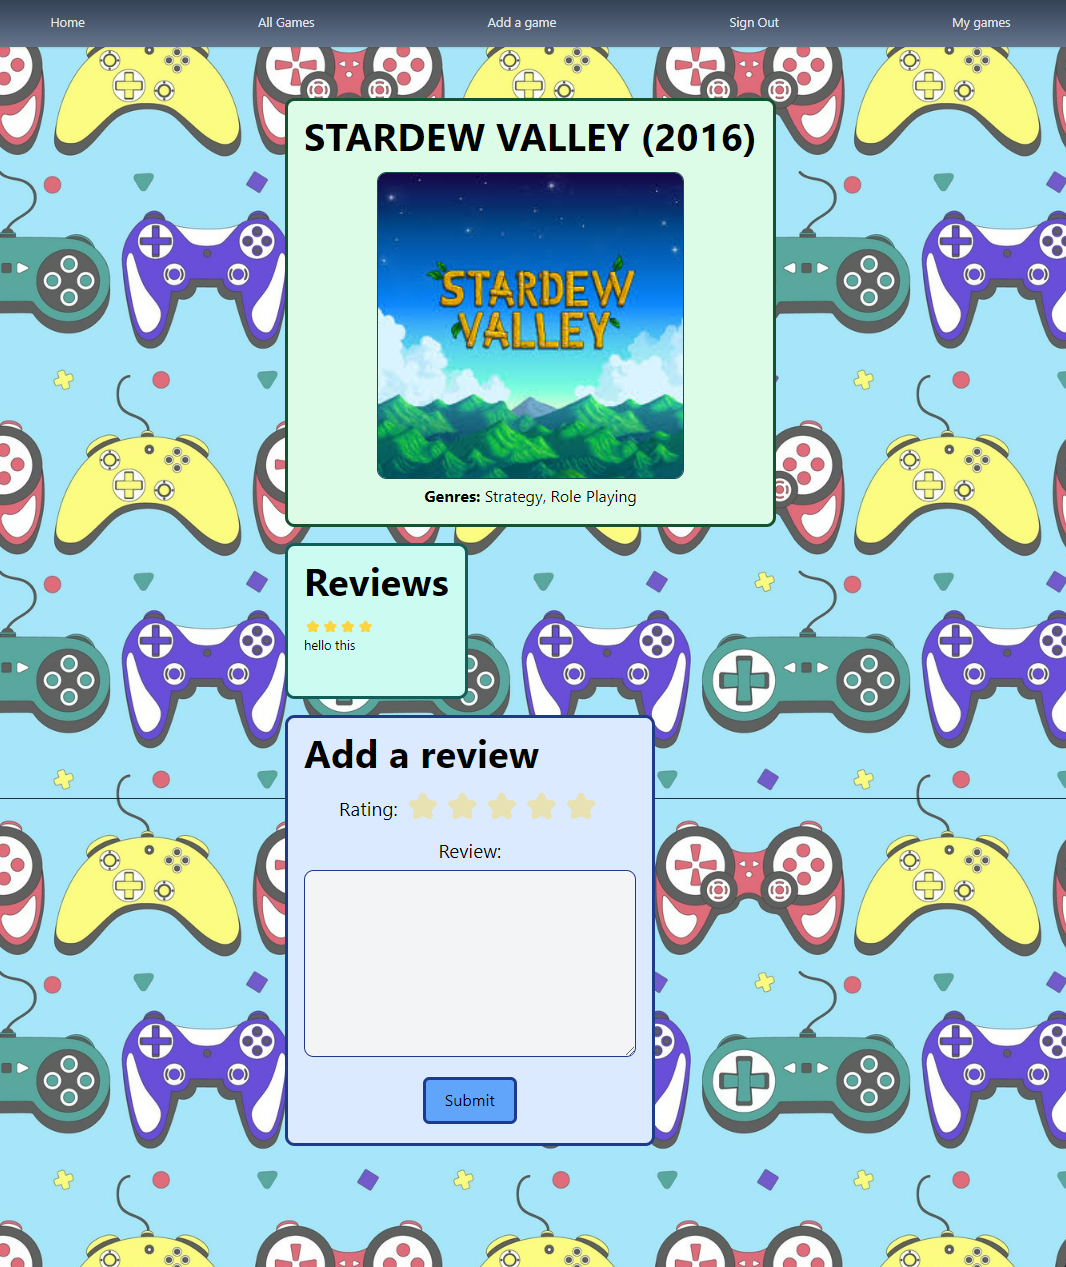 Home All Games Add a game Sign Out My games
STARDEW VALLEY (2016)
STARDEW
VALLEY
Genres: Strategy, Role Playing
Reviews
hello this
Add a review
Rating:
Review:
Submit